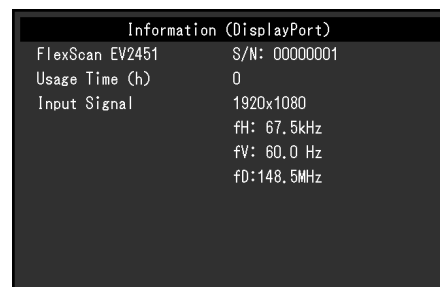 Information (DisplayPort)
FlexScan EV2451 S/N: 00000001
Usage Time (h) 0
Input Signal 1920x1080
fH: 67.5kHz
fV: 60.0 Hz
fD:148.5MHz